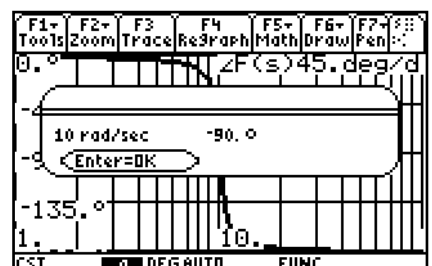 F1 F2 F3 F4 F5 F6 F7
Tools Zoom Trace ReGraph Math Draw Pen
0.° ∠F(s)45.deg/d
10 rad/sec -90. °
<Enter=OK >
-135.°
1. 10.
CST DEG AUTO FUNC